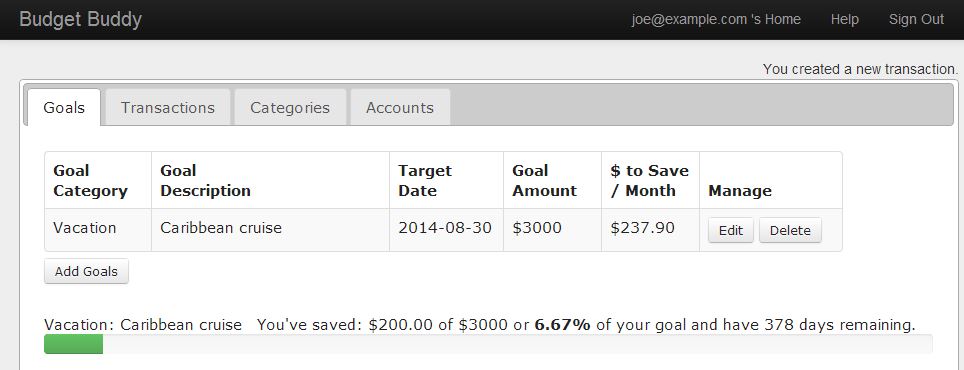 Budget Buddy joe@example.com 's Home Help Sign Out
You created a new transaction.
Goals Transactions Categories Accounts
Goal Category Goal Description Target Date Goal Amount $ to Save / Month Manage
Vacation Caribbean cruise 2014-08-30 $3000 $237.90 Edit Delete
Add Goals
Vacation: Caribbean cruise You've saved: $200.00 of $3000 or 6.67% of your goal and have 378 days remaining.